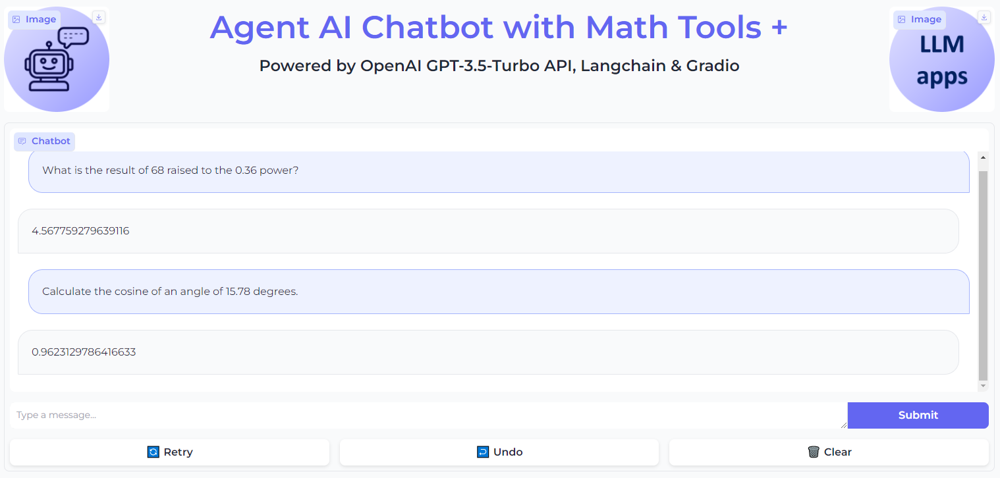 Image
Agent AI Chatbot with Math Tools +
Powered by OpenAI GPT-3.5-Turbo API, Langchain & Gradio
Image
LLM
apps
Chatbot
What is the result of 68 raised to the 0.36 power?
4.567759279639116
Calculate the cosine of an angle of 15.78 degrees.
0.9623129786416633
Type a message...
Submit
Retry
Undo
Clear